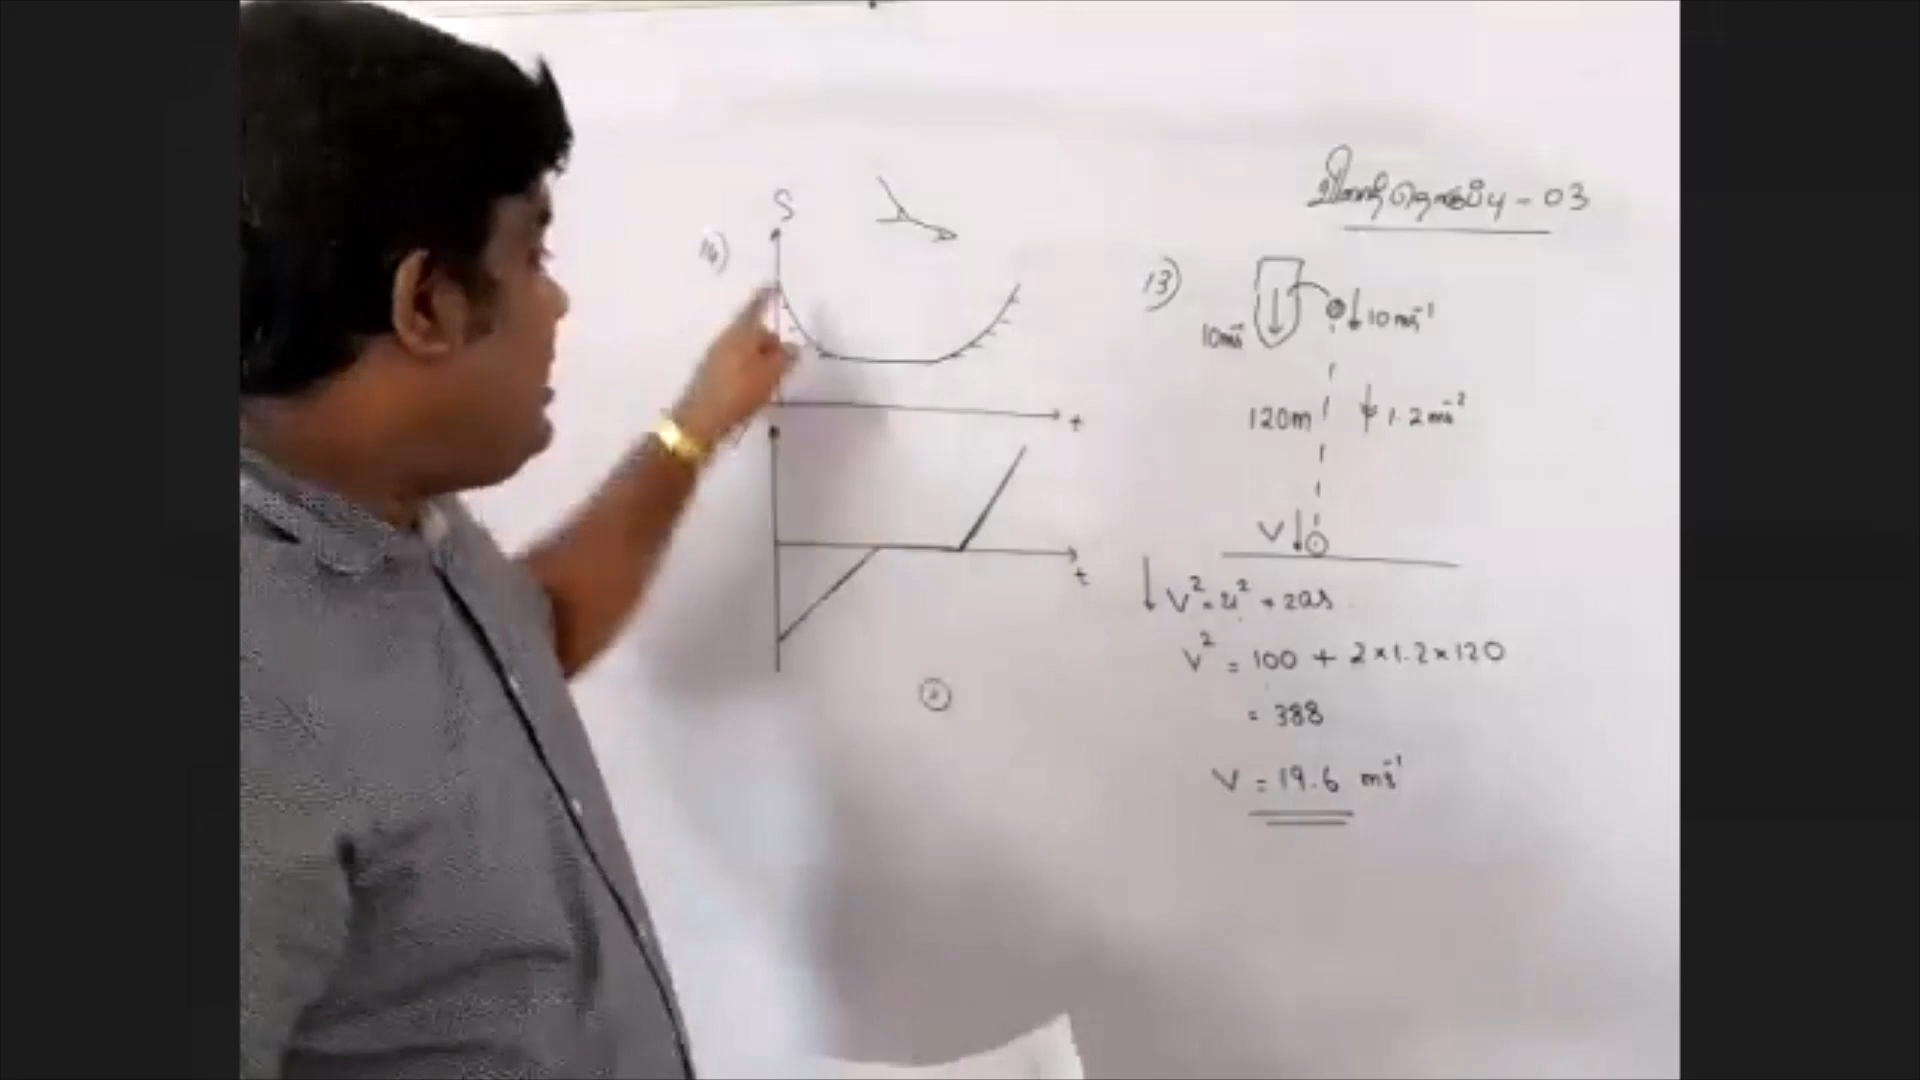 வினாத்தொகுப்பு - 03
13)
10ms⁻¹
↓10ms⁻¹
120m
↓1.2ms⁻²
V↓
↓ V² = u² + 2as
V² = 100 + 2×1.2×120
= 388
V = 19.6 ms⁻¹
S
t
t